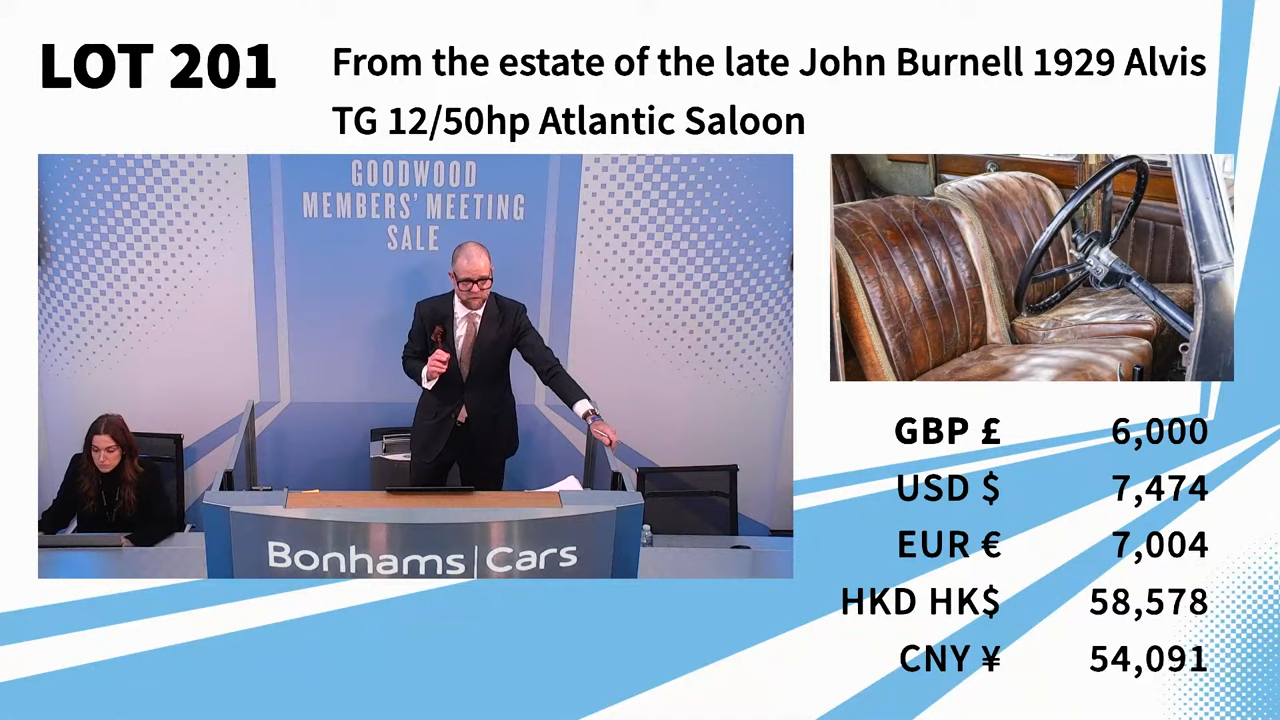 LOT 201
From the estate of the late John Burnell 1929 Alvis
TG 12/50hp Atlantic Saloon
GOODWOOD
MEMBERS' MEETING
SALE
Bonhams | Cars
GBP £ 6,000
USD $ 7,474
EUR € 7,004
HKD HK$ 58,578
CNY ¥ 54,091